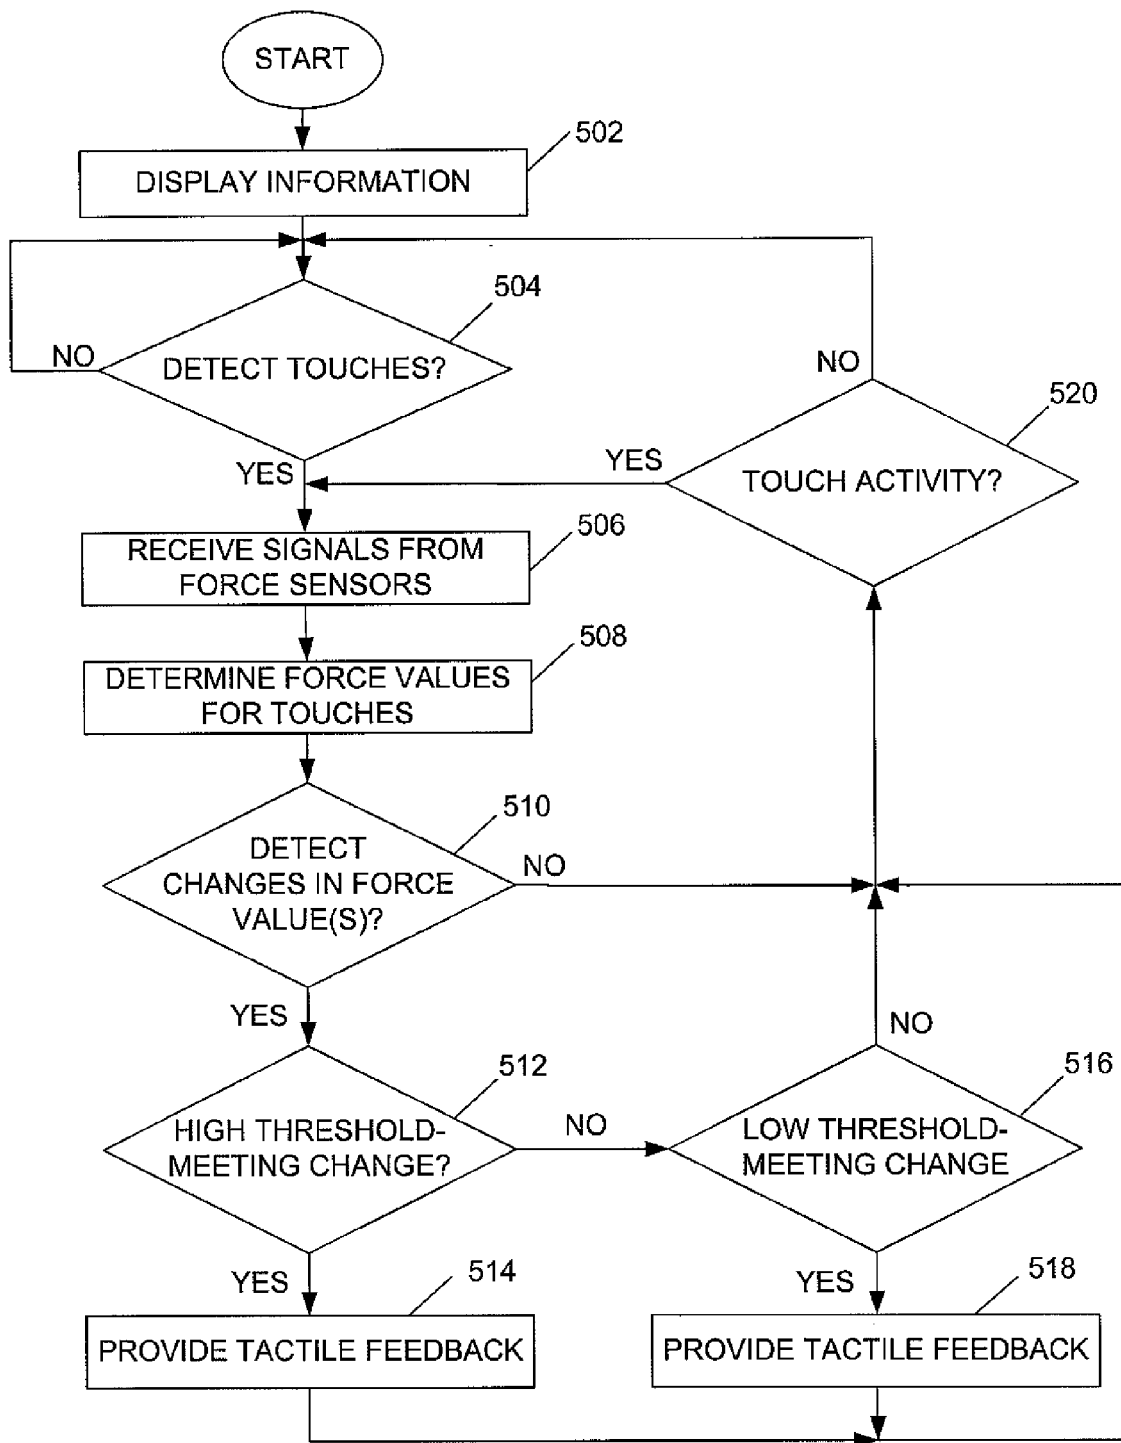 START
502
DISPLAY INFORMATION
504
NO
DETECT TOUCHES?
NO
520
YES
YES
TOUCH ACTIVITY?
506
RECEIVE SIGNALS FROM
FORCE SENSORS
508
DETERMINE FORCE VALUES
FOR TOUCHES
510
DETECT
CHANGES IN FORCE
VALUE(S)?
NO
YES
NO
512
516
HIGH THRESHOLD-
MEETING CHANGE?
NO
LOW THRESHOLD-
MEETING CHANGE
YES
514
YES
518
PROVIDE TACTILE FEEDBACK
PROVIDE TACTILE FEEDBACK